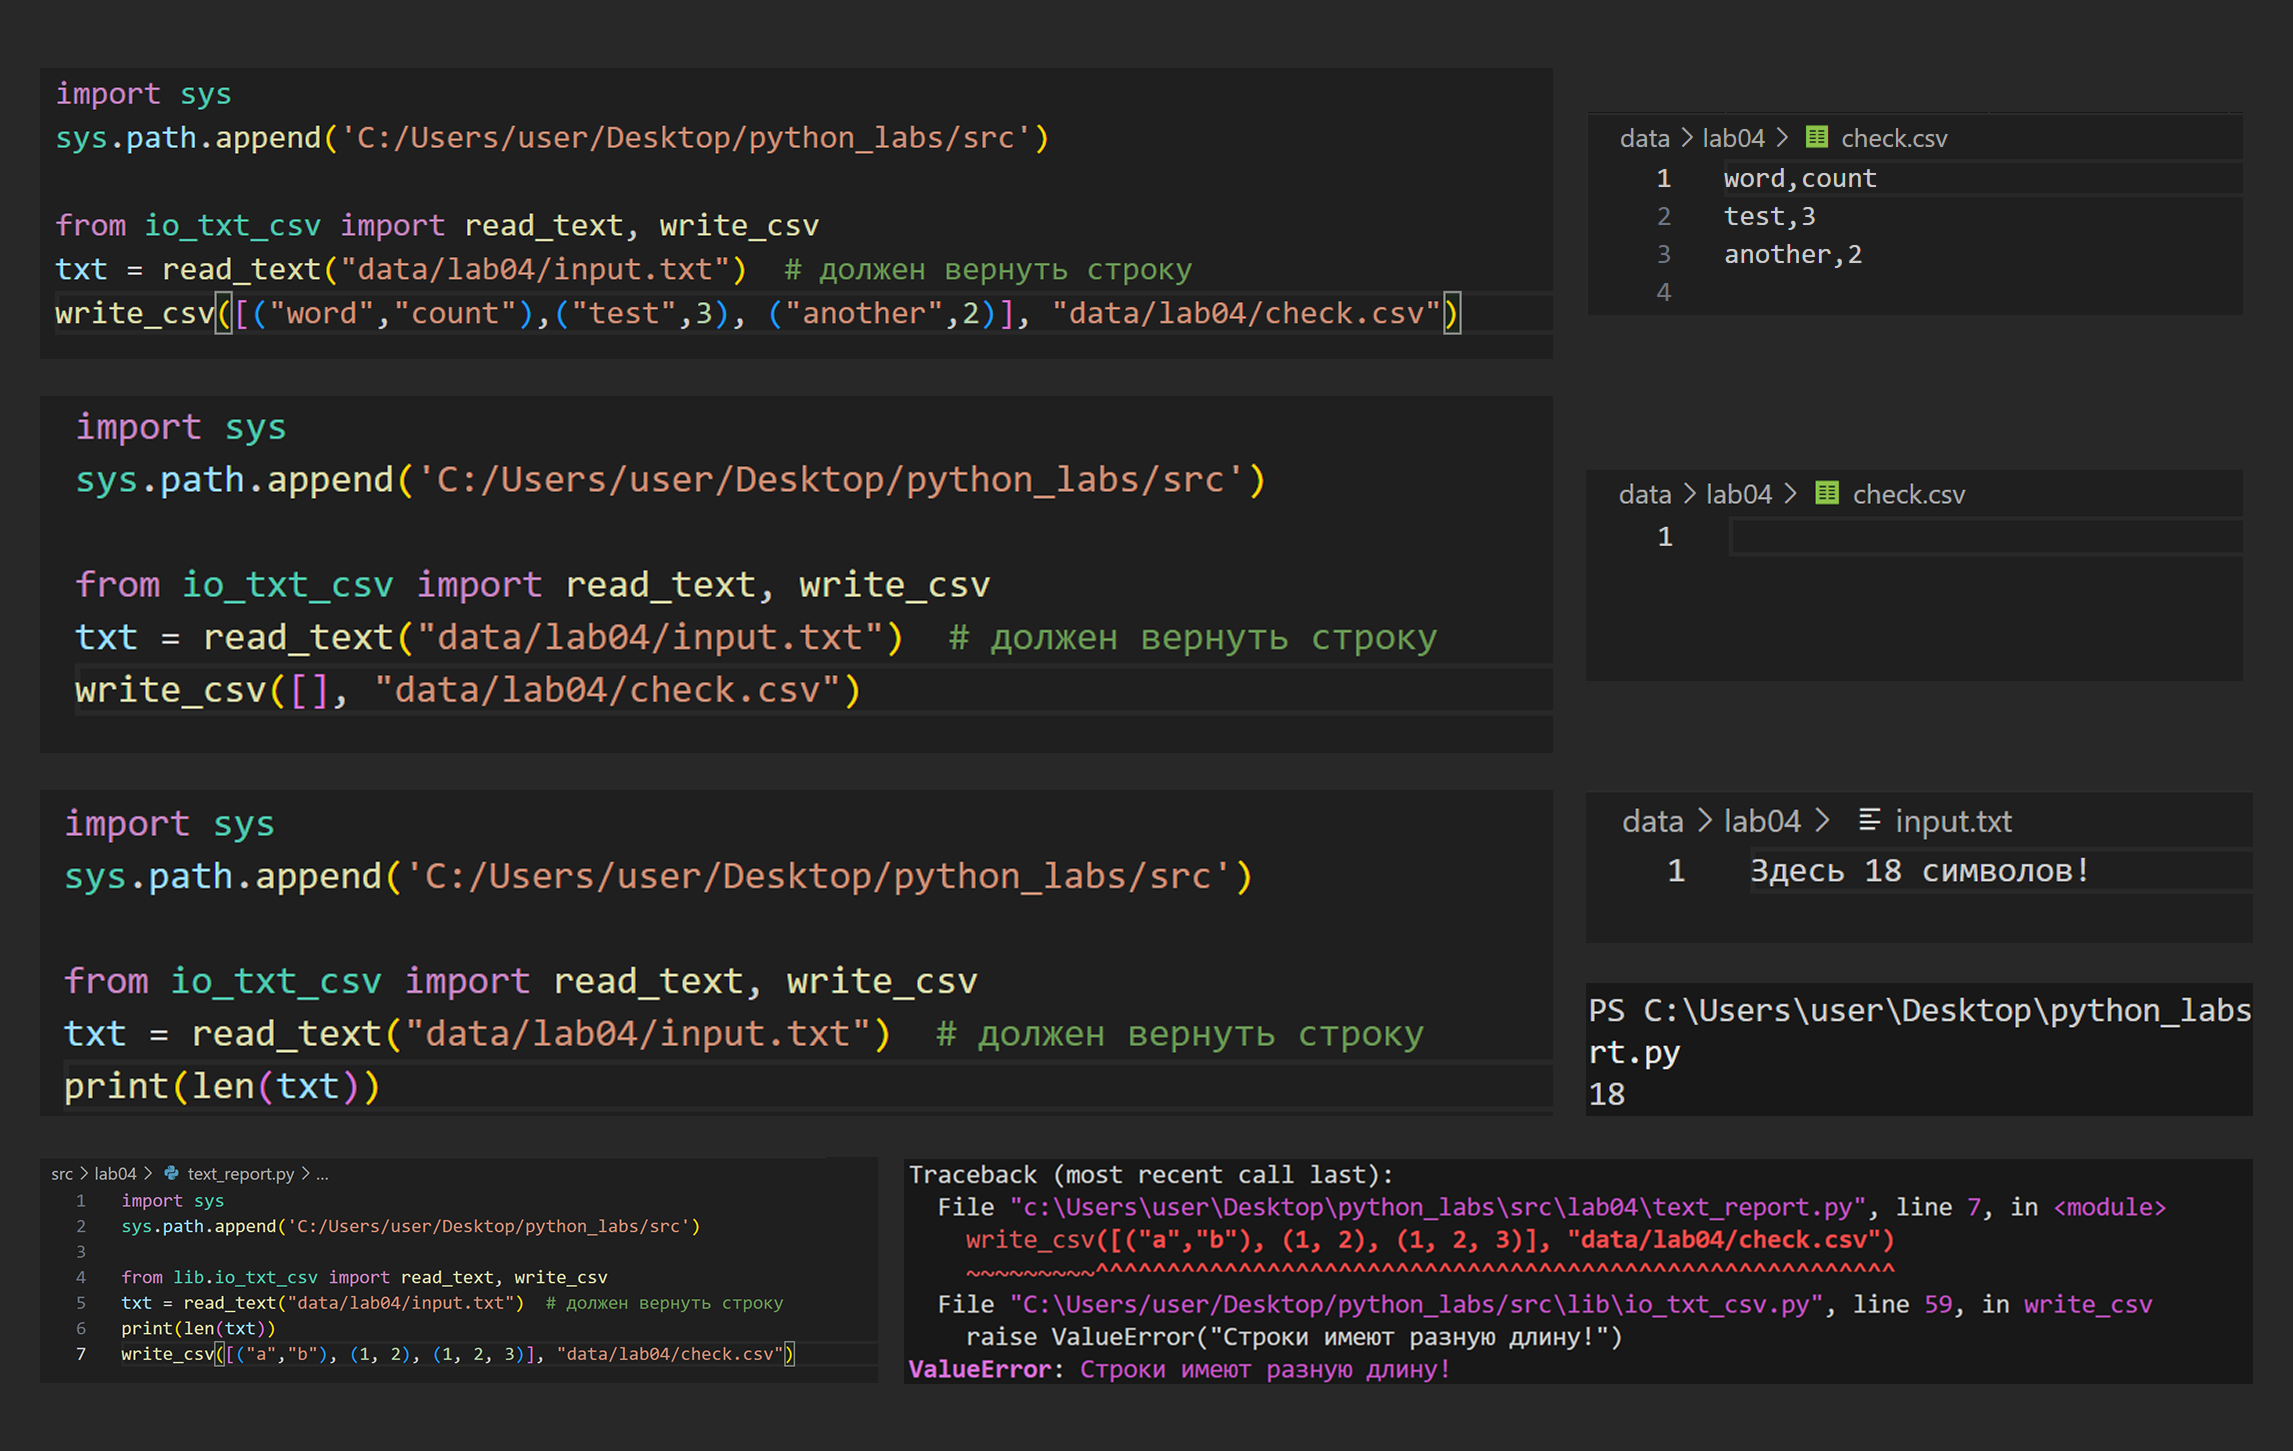 import sys
sys.path.append('C:/Users/user/Desktop/python_labs/src')
from io_txt_csv import read_text, write_csv
txt = read_text("data/lab04/input.txt")  # должен вернуть строку
write_csv([("word","count"),("test",3), ("another",2)], "data/lab04/check.csv")
data > lab04 > check.csv
1 word,count
2 test,3
3 another,2
4
import sys
sys.path.append('C:/Users/user/Desktop/python_labs/src')
from io_txt_csv import read_text, write_csv
txt = read_text("data/lab04/input.txt")  # должен вернуть строку
write_csv([], "data/lab04/check.csv")
data > lab04 > check.csv
1
import sys
sys.path.append('C:/Users/user/Desktop/python_labs/src')
from io_txt_csv import read_text, write_csv
txt = read_text("data/lab04/input.txt")  # должен вернуть строку
print(len(txt))
data > lab04 > input.txt
1 Здесь 18 символов!
PS C:\Users\user\Desktop\python_labs
rt.py
18
src > lab04 > text_report.py > ...
1 import sys
2 sys.path.append('C:/Users/user/Desktop/python_labs/src')
3
4 from lib.io_txt_csv import read_text, write_csv
5 txt = read_text("data/lab04/input.txt")  # должен вернуть строку
6 print(len(txt))
7 write_csv([("a","b"), (1, 2), (1, 2, 3)], "data/lab04/check.csv")
Traceback (most recent call last):
  File "c:\Users\user\Desktop\python_labs\src\lab04\text_report.py", line 7, in <module>
    write_csv([("a","b"), (1, 2), (1, 2, 3)], "data/lab04/check.csv")
    ~~~~~~~~~^^^^^^^^^^^^^^^^^^^^^^^^^^^^^^^^^^^^^^^^^^^^^^^^^^^^^^^^
  File "C:\Users/user/Desktop/python_labs/src\lib\io_txt_csv.py", line 59, in write_csv
    raise ValueError("Строки имеют разную длину!")
ValueError: Строки имеют разную длину!